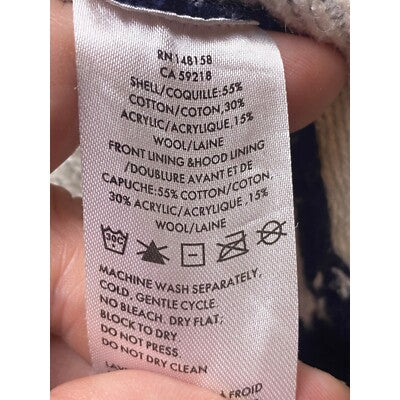 RN 148158
CA 59218
SHELL/COQUILLE:55%
COTTON/COTON,30%
ACRYLIC/ACRYLIQUE,15%
WOOL/LAINE
FRONT LINING &HOOD LINING
/DOUBLURE AVANT ET DE
CAPUCHE:55% COTTON/COTON,
30% ACRYLIC/ACRYLIQUE,15%
WOOL/LAINE
30C
MACHINE WASH SEPARATELY,
COLD, GENTLE CYCLE.
NO BLEACH. DRY FLAT;
BLOCK TO DRY.
DO NOT PRESS.
DO NOT DRY CLEAN
À FROID